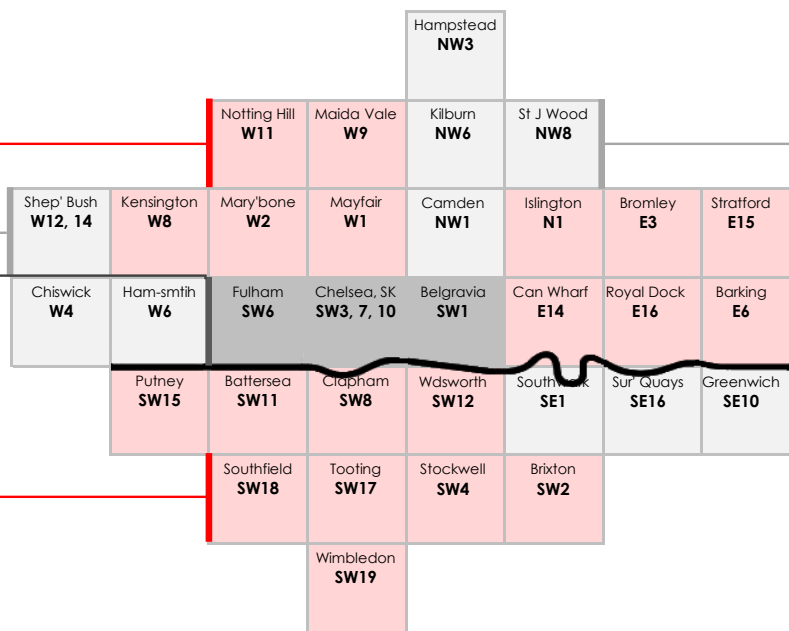 Hampstead
NW3
Notting Hill Maida Vale Kilburn St J Wood
W11 W9 NW6 NW8
Shep' Bush Kensington Mary'bone Mayfair Camden Islington Bromley Stratford
W12, 14 W8 W2 W1 NW1 N1 E3 E15
Chiswick Ham-smtih Fulham Chelsea, SK Belgravia Can Wharf Royal Dock Barking
W4 W6 SW6 SW3, 7, 10 SW1 E14 E16 E6
Putney Battersea Clapham Wdsworth Southwark Sur' Quays Greenwich
SW15 SW11 SW8 SW12 SE1 SE16 SE10
Southfield Tooting Stockwell Brixton
SW18 SW17 SW4 SW2
Wimbledon
SW19